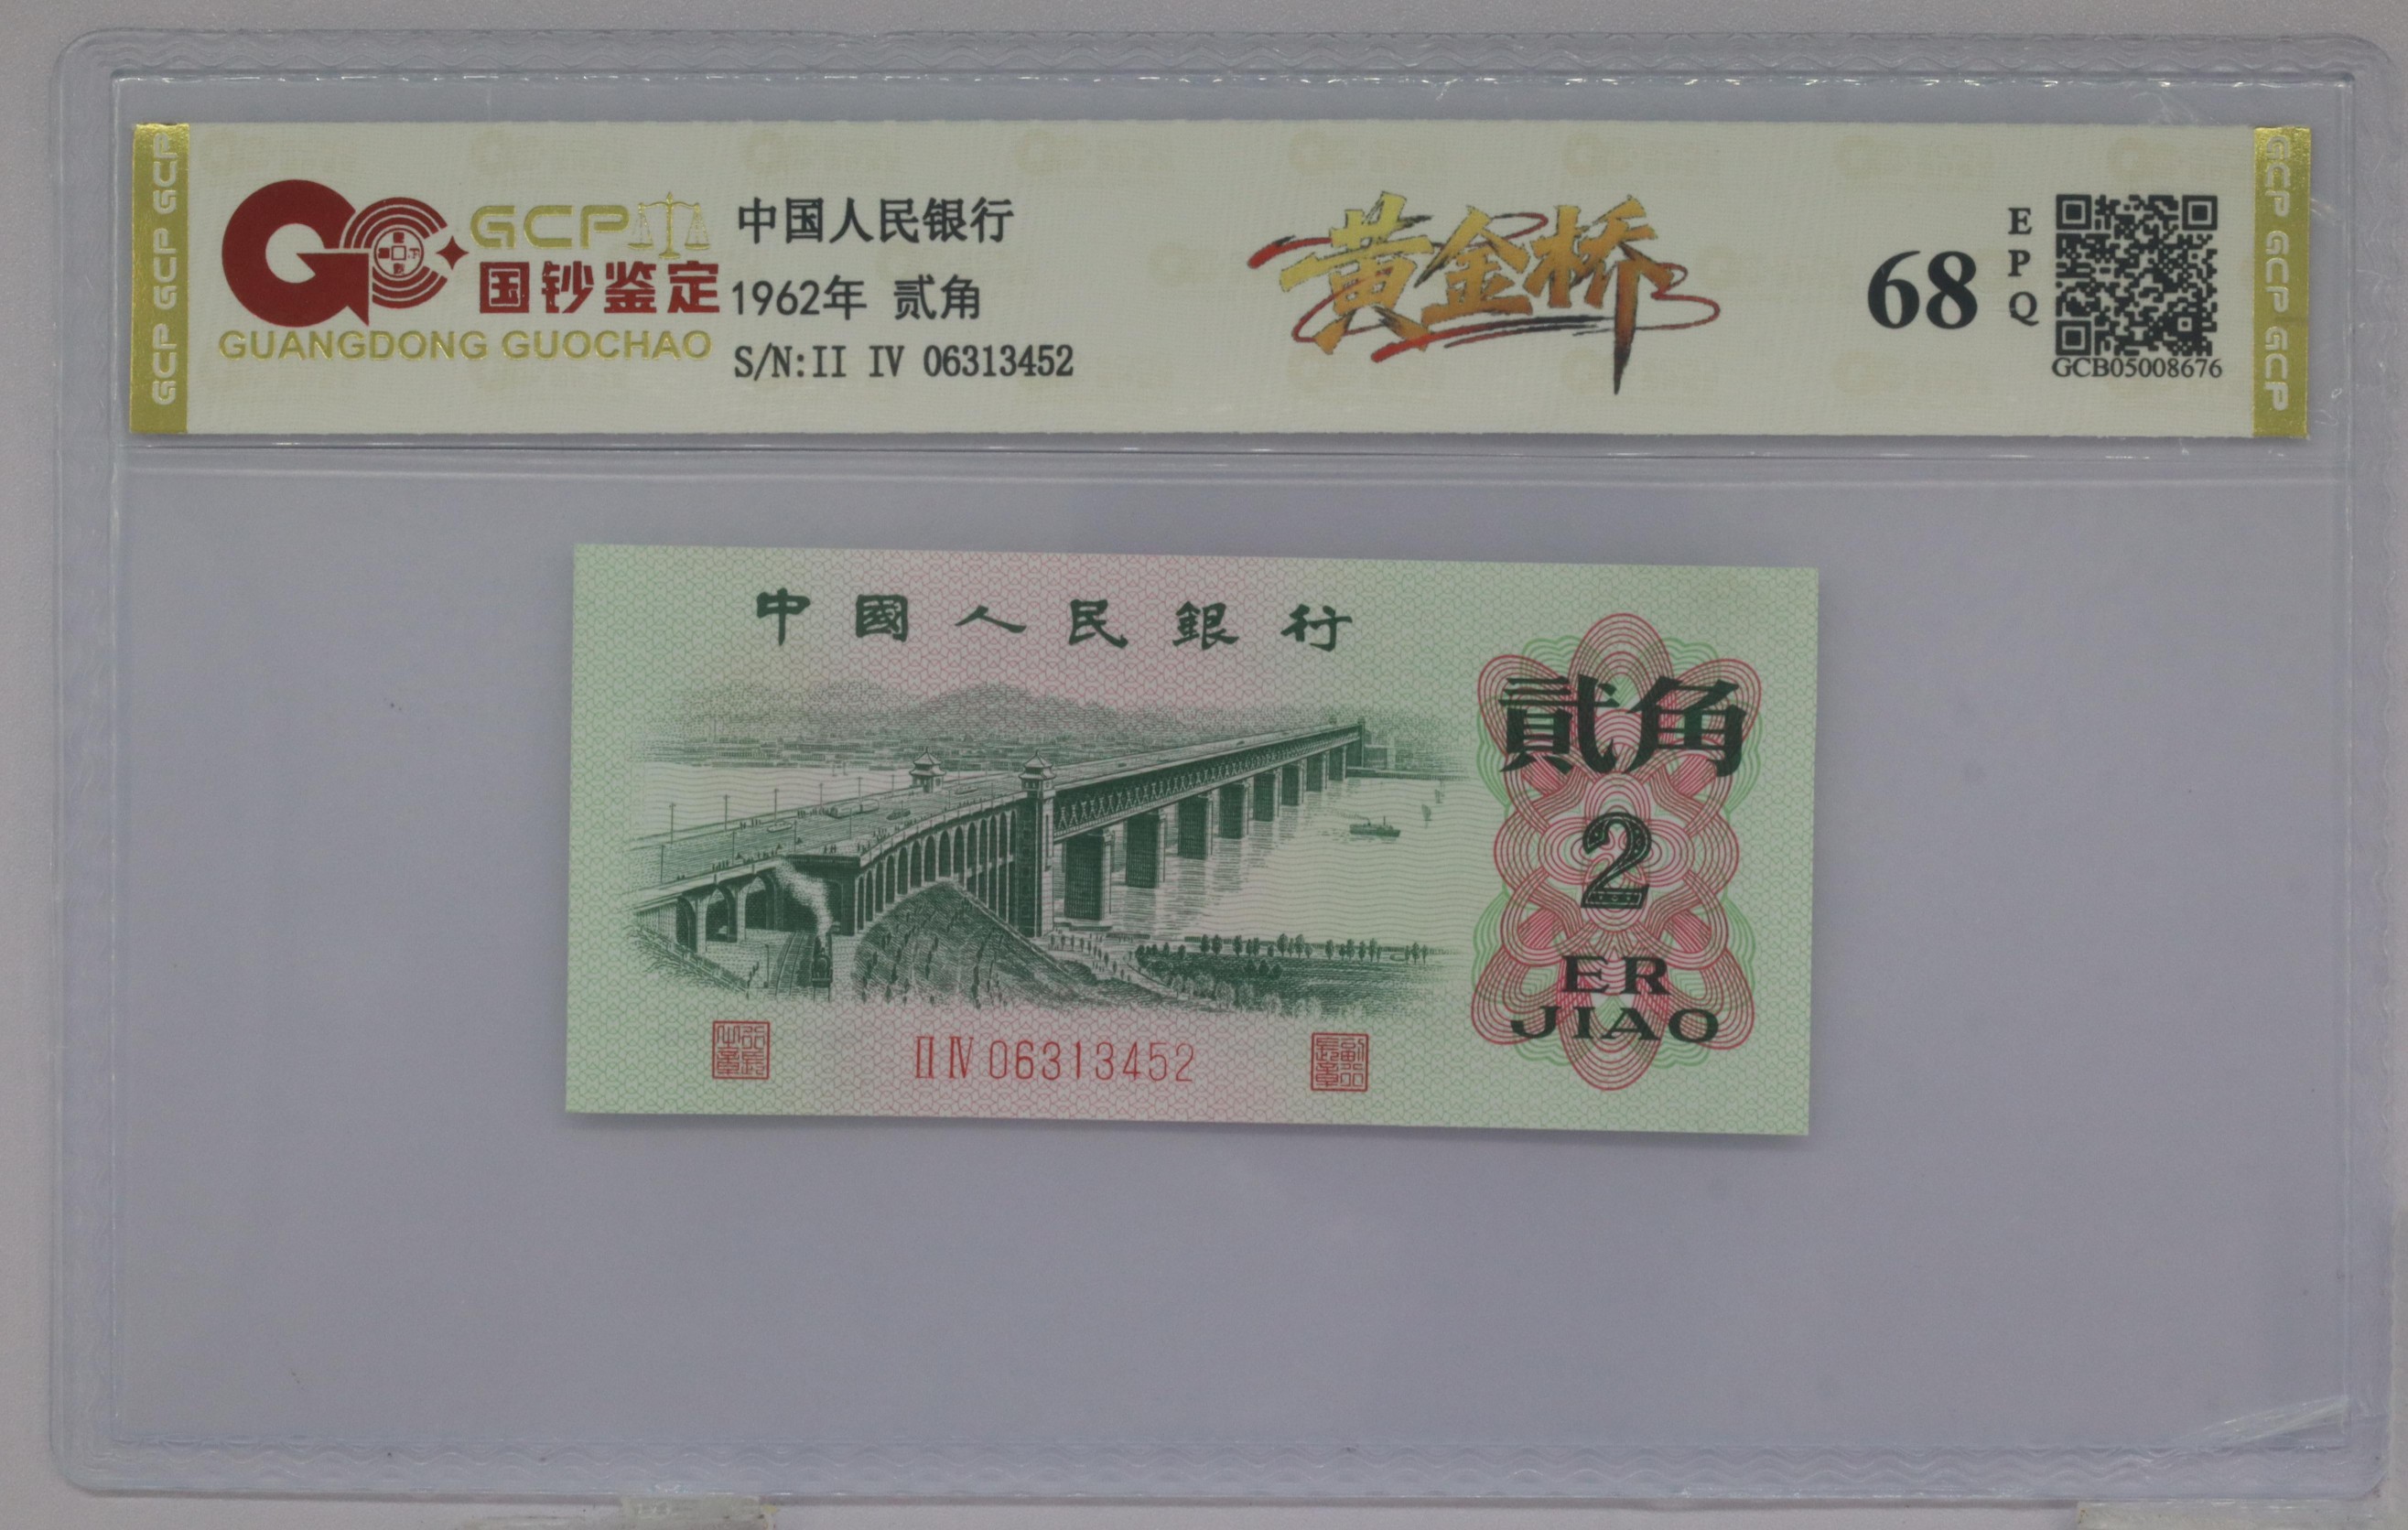 GCP GCP GCP
GCP
国钞鉴定
GUANGDONG GUOCHAO
中国人民银行
1962年 贰角
S/N:II IV 06313452
黄金桥
68
EPQ
GCB05008676
GCP GCP GCP
中國人民銀行
貳角
2
ER
JIAO
II IV 06313452